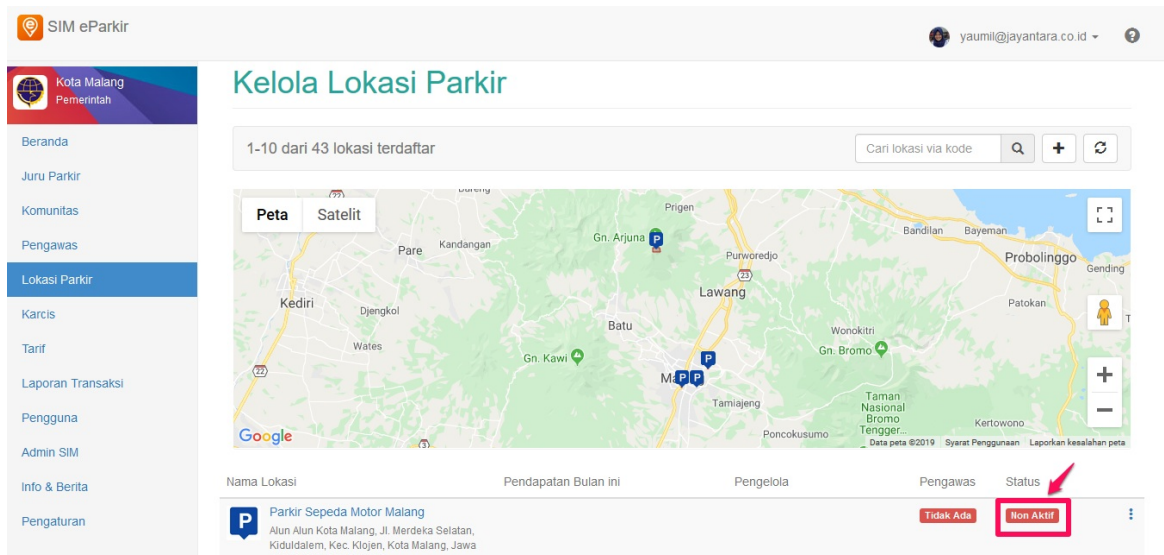 SIM eParkir
yaumil@jayantara.co.id
Kota Malang
Pemerintah
Beranda
Juru Parkir
Komunitas
Pengawas
Lokasi Parkir
Karcis
Tarif
Laporan Transaksi
Pengguna
Admin SIM
Info & Berita
Pengaturan
Kelola Lokasi Parkir
1-10 dari 43 lokasi terdaftar
Cari lokasi via kode
Peta Satelit
Prigen
Gn. Arjuna
Bandilan Bayeman
Pare Kandangan
Purworedjo
Probolinggo
Gending
23
Lawang
Kediri
Djengkol
Patokan
Batu
Wonokitri
Wates
Gn. Kawi
Gn. Bromo
22
Tamiajeng
Taman
Nasional
Bromo
Tengger...
Kertowono
Poncokusumo
Google
Data peta ©2019 Syarat Penggunaan Laporkan kesalahan peta
Nama Lokasi Pendapatan Bulan ini Pengelola Pengawas Status
P Parkir Sepeda Motor Malang Tidak Ada Non Aktif
Alun Alun Kota Malang, Jl. Merdeka Selatan,
Kiduldalem, Kec. Klojen, Kota Malang, Jawa